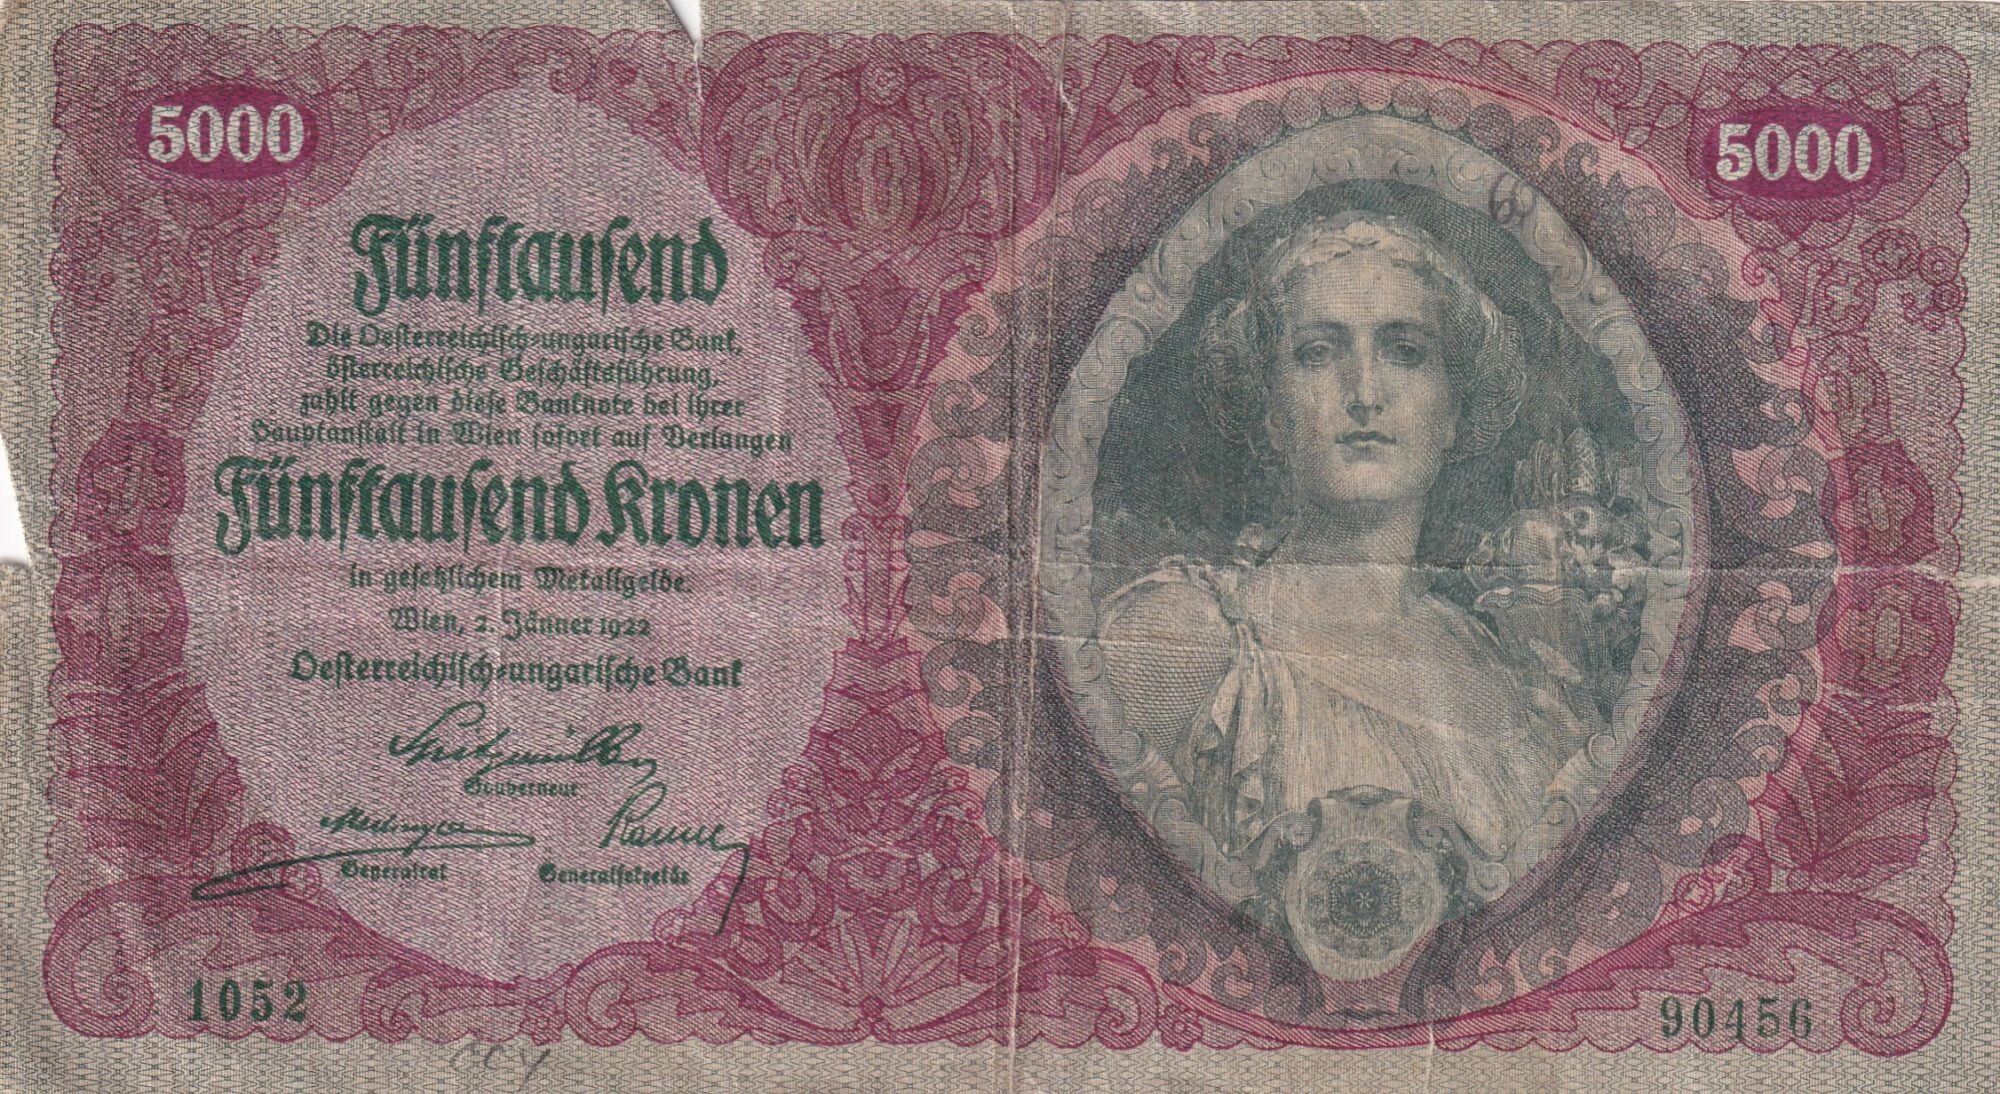 5000
5000
Fünftausend
Die Oesterreichisch-ungarische Bank,
österreichische Geschäftsführung,
zahlt gegen diese Banknote bei ihrer
Hauptanstalt in Wien sofort auf Verlangen
Fünftausend Kronen
in gesetzlichem Metallgelde.
Wien, 2. Jänner 1922
Oesterreichisch-ungarische Bank
Spitzmüller
Gouverneur
Generalrat
Generalsekretär
1052
90456